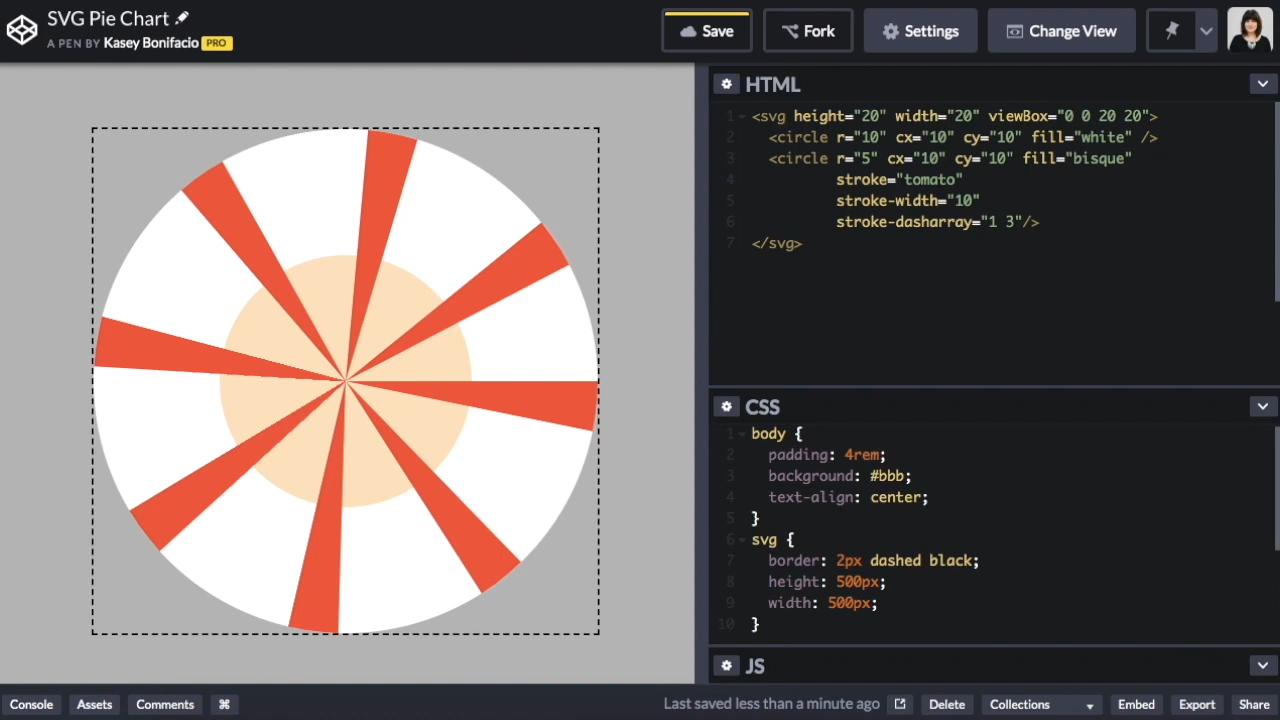 SVG Pie Chart
A PEN BY Kasey Bonifacio PRO
Save
Fork
Settings
Change View
HTML
1 <svg height="20" width="20" viewBox="0 0 20 20">
2 <circle r="10" cx="10" cy="10" fill="white" />
3 <circle r="5" cx="10" cy="10" fill="bisque"
4 stroke="tomato"
5 stroke-width="10"
6 stroke-dasharray="1 3"/>
7 </svg>
CSS
1 body {
2 padding: 4rem;
3 background: #bbb;
4 text-align: center;
5 }
6 svg {
7 border: 2px dashed black;
8 height: 500px;
9 width: 500px;
10 }
JS
Console
Assets
Comments
⌘
Last saved less than a minute ago
Delete
Collections
Embed
Export
Share